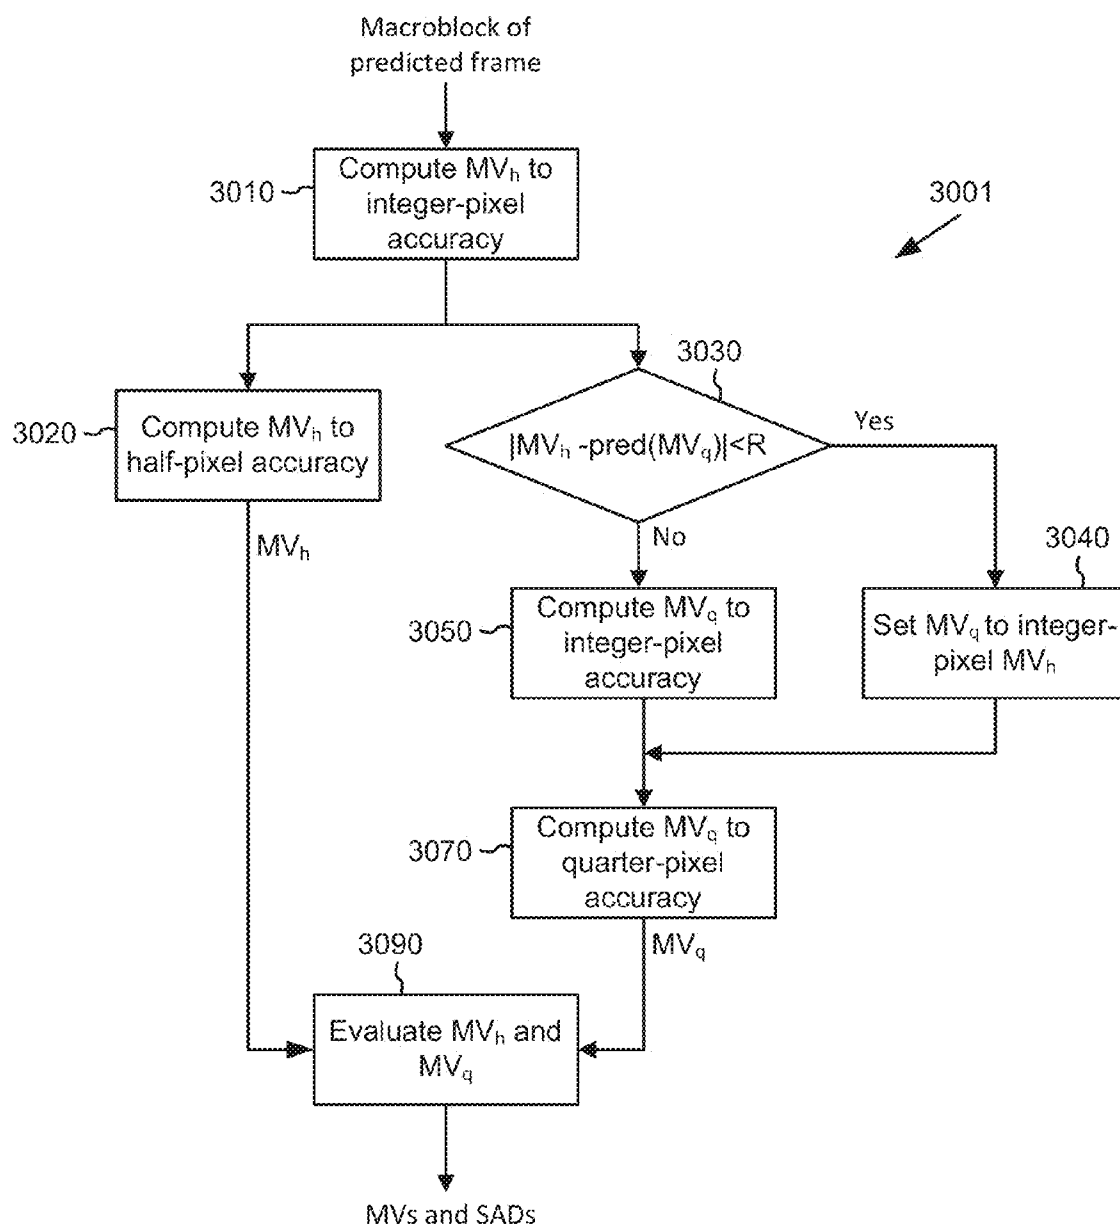 Macroblock of
predicted frame
3010
Compute MVh to
integer-pixel
accuracy
3001
3030
3020
Compute MVh to
half-pixel accuracy
|MVh -pred(MVq)|<R
Yes
No
MVh
3040
3050
Compute MVq to
integer-pixel
accuracy
Set MVq to integer-
pixel MVh
3070
Compute MVq to
quarter-pixel
accuracy
MVq
3090
Evaluate MVh and
MVq
MVs and SADs